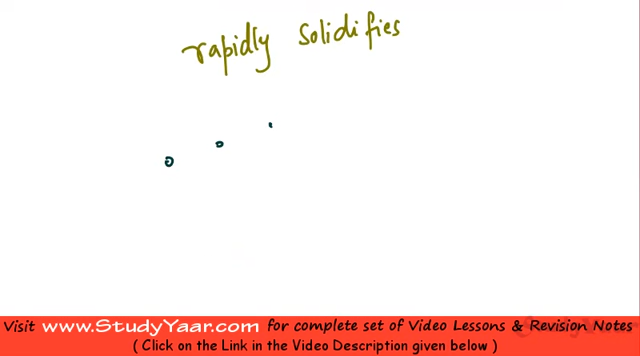 rapidly solidifies
Visit www.StudyYaar.com for complete set of Video Lessons & Revision Notes
( Click on the Link in the Video Description given below )